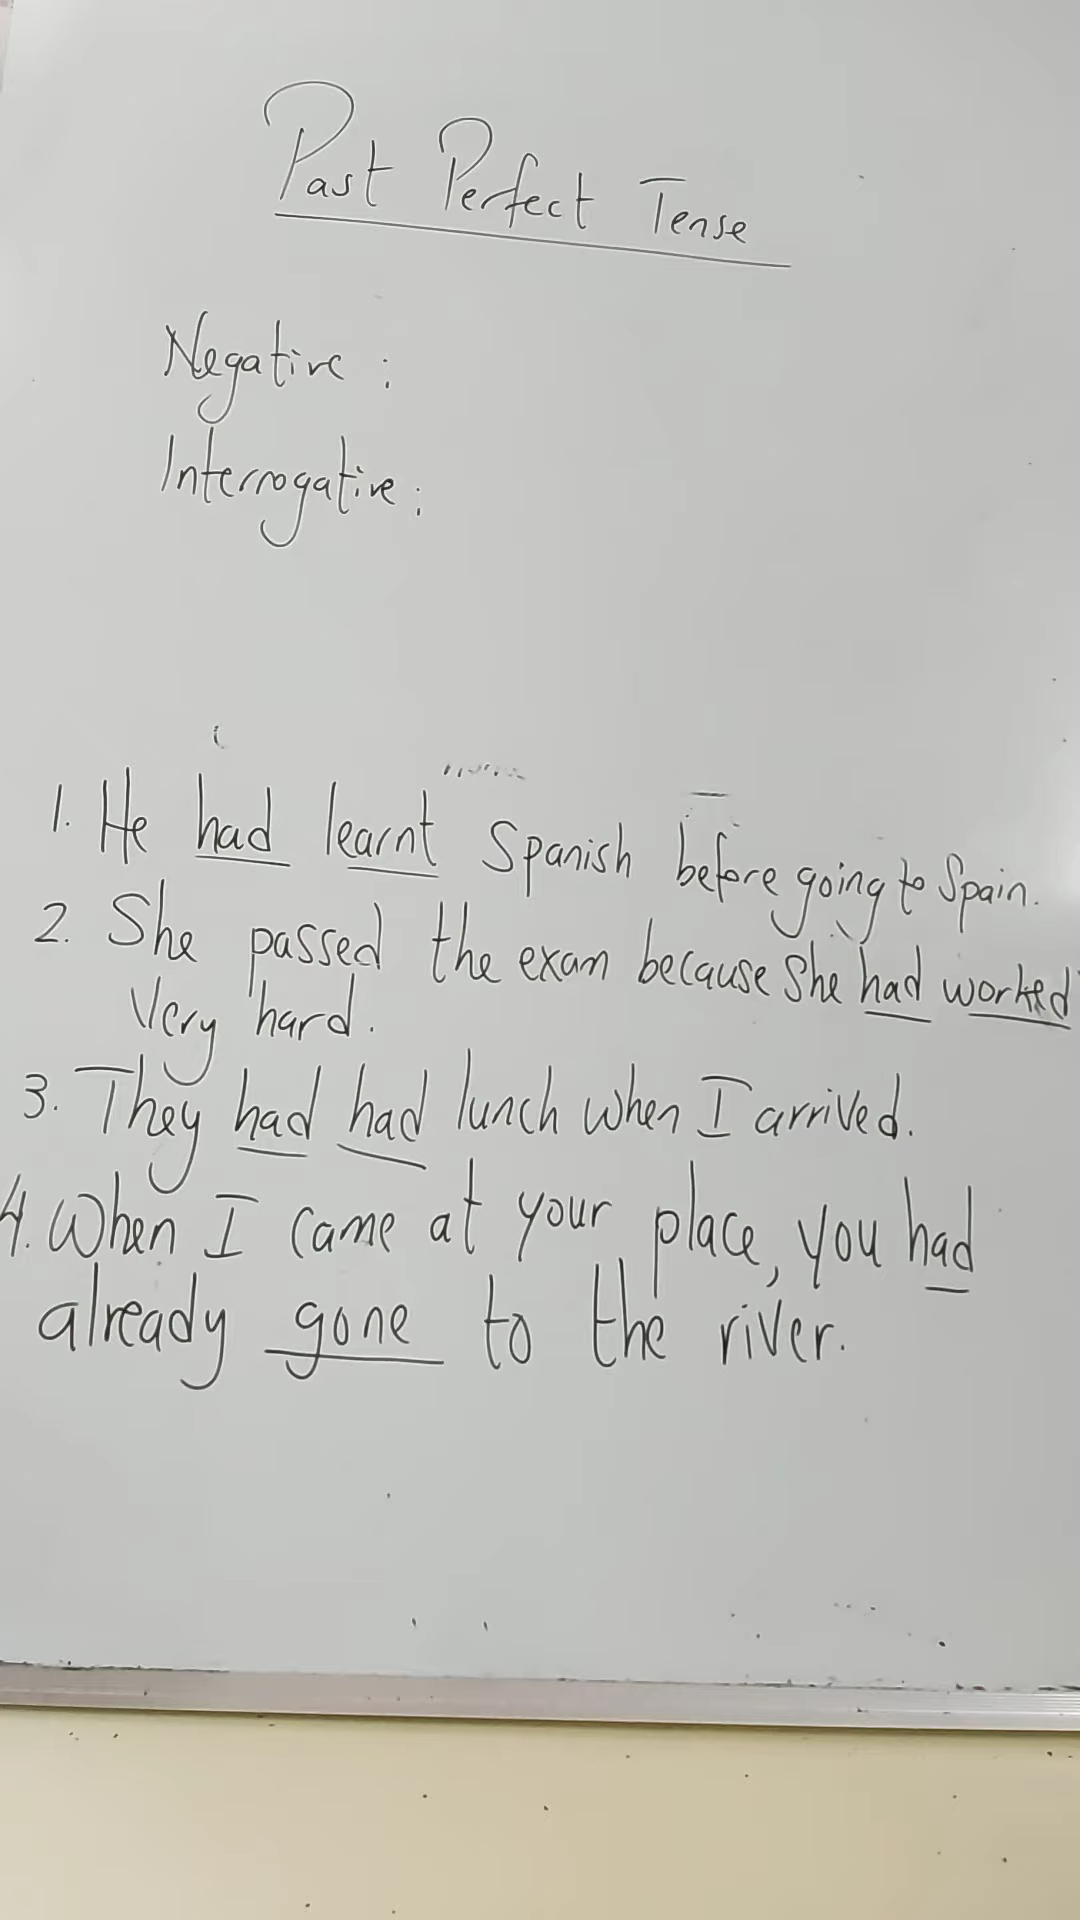 Past Perfect Tense
Negative :
Interrogative :
1. He had learnt Spanish before going to Spain.
2. She passed the exam because she had worked
very hard.
3. They had had lunch when I arrived.
4. When I came at your place, you had
already gone to the river.